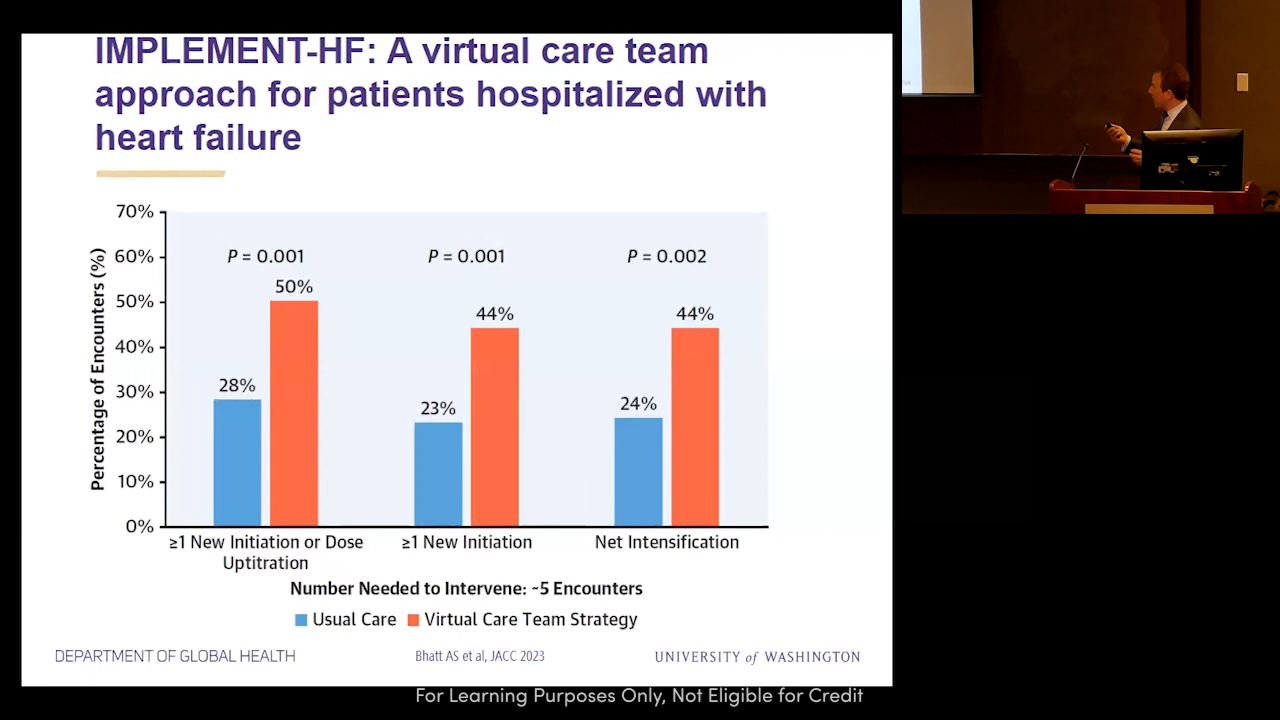 IMPLEMENT-HF: A virtual care team
approach for patients hospitalized with
heart failure
Percentage of Encounters (%)
70%
60%
50%
40%
30%
20%
10%
0%
P = 0.001
P = 0.001
P = 0.002
28%
50%
23%
44%
24%
44%
≥1 New Initiation or Dose
Uptitration
≥1 New Initiation
Net Intensification
Number Needed to Intervene: ~5 Encounters
Usual Care
Virtual Care Team Strategy
DEPARTMENT OF GLOBAL HEALTH
Bhatt AS et al, JACC 2023
UNIVERSITY of WASHINGTON
For Learning Purposes Only, Not Eligible for Credit